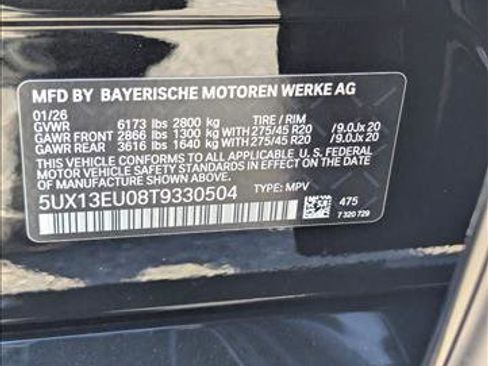 MFD BY BAYERISCHE MOTOREN WERKE AG
01/26
GVWR 6173 lbs 2800 kg TIRE / RIM
GAWR FRONT 2866 lbs 1300 kg WITH 275/45 R20 /9.0Jx 20
GAWR REAR 3616 lbs 1640 kg WITH 275/45 R20 /9.0Jx 20
THIS VEHICLE CONFORMS TO ALL APPLICABLE U. S. FEDERAL
MOTOR VEHICLE SAFETY STANDARDS IN EFFECT ON THE
DATE OF MANUFACTURE SHOWN ABOVE.
5UX13EU08T9330504 TYPE: MPV
475
7 320 729